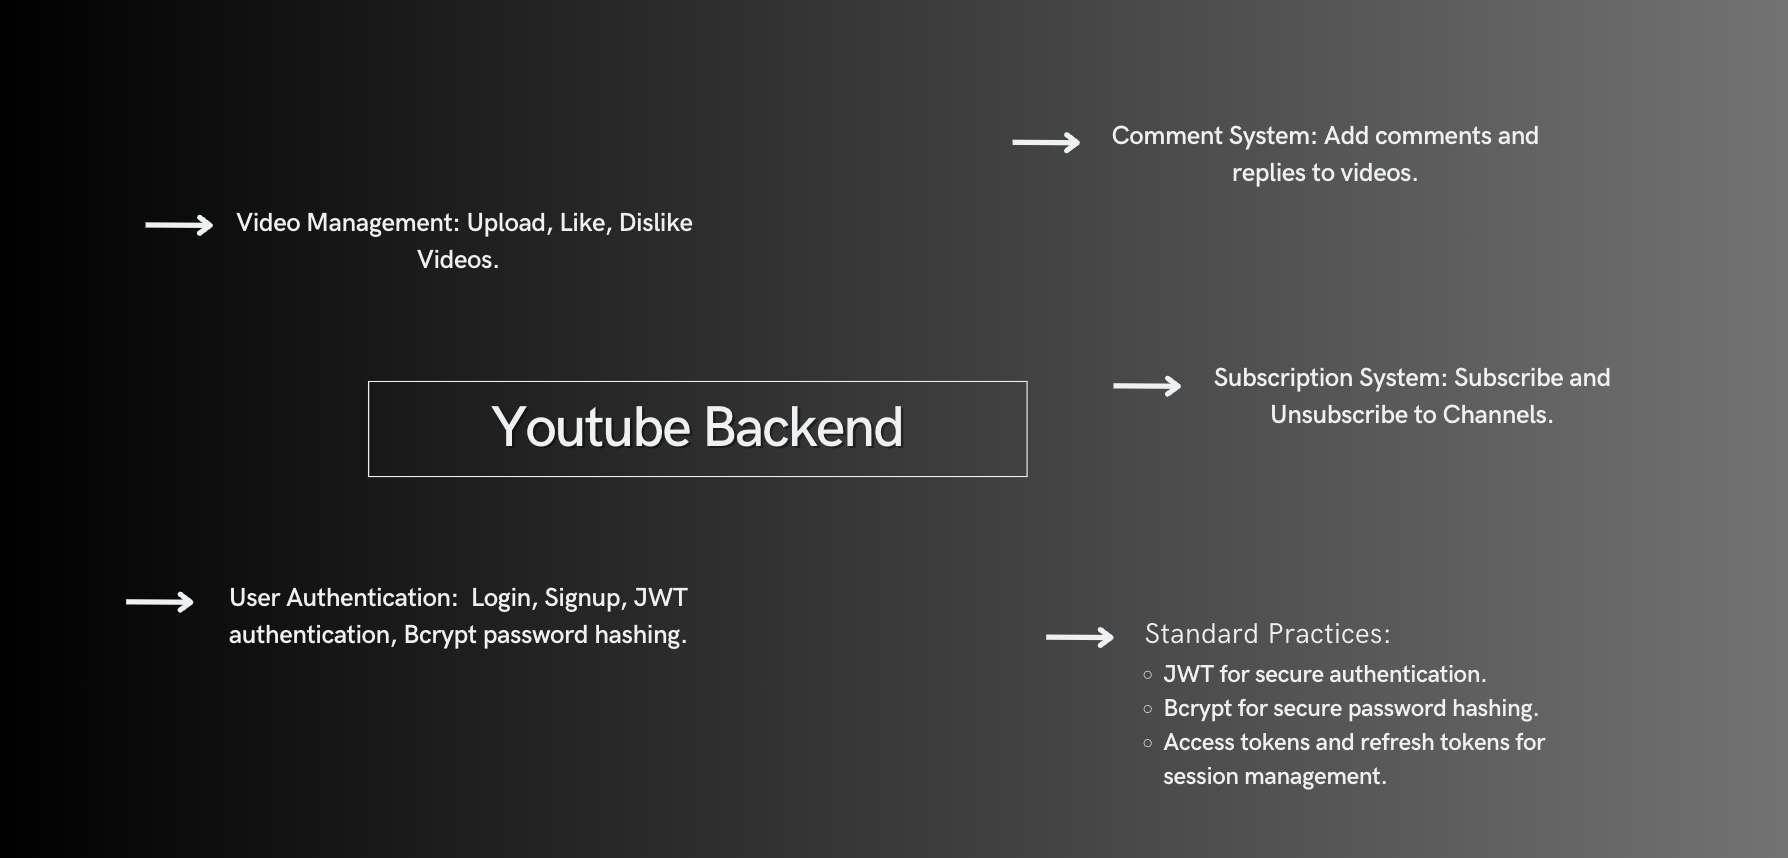 Comment System: Add comments and
replies to videos.
Video Management: Upload, Like, Dislike
Videos.
Youtube Backend
Subscription System: Subscribe and
Unsubscribe to Channels.
User Authentication:  Login, Signup, JWT
authentication, Bcrypt password hashing.
Standard Practices:
◦ JWT for secure authentication.
◦ Bcrypt for secure password hashing.
◦ Access tokens and refresh tokens for
session management.